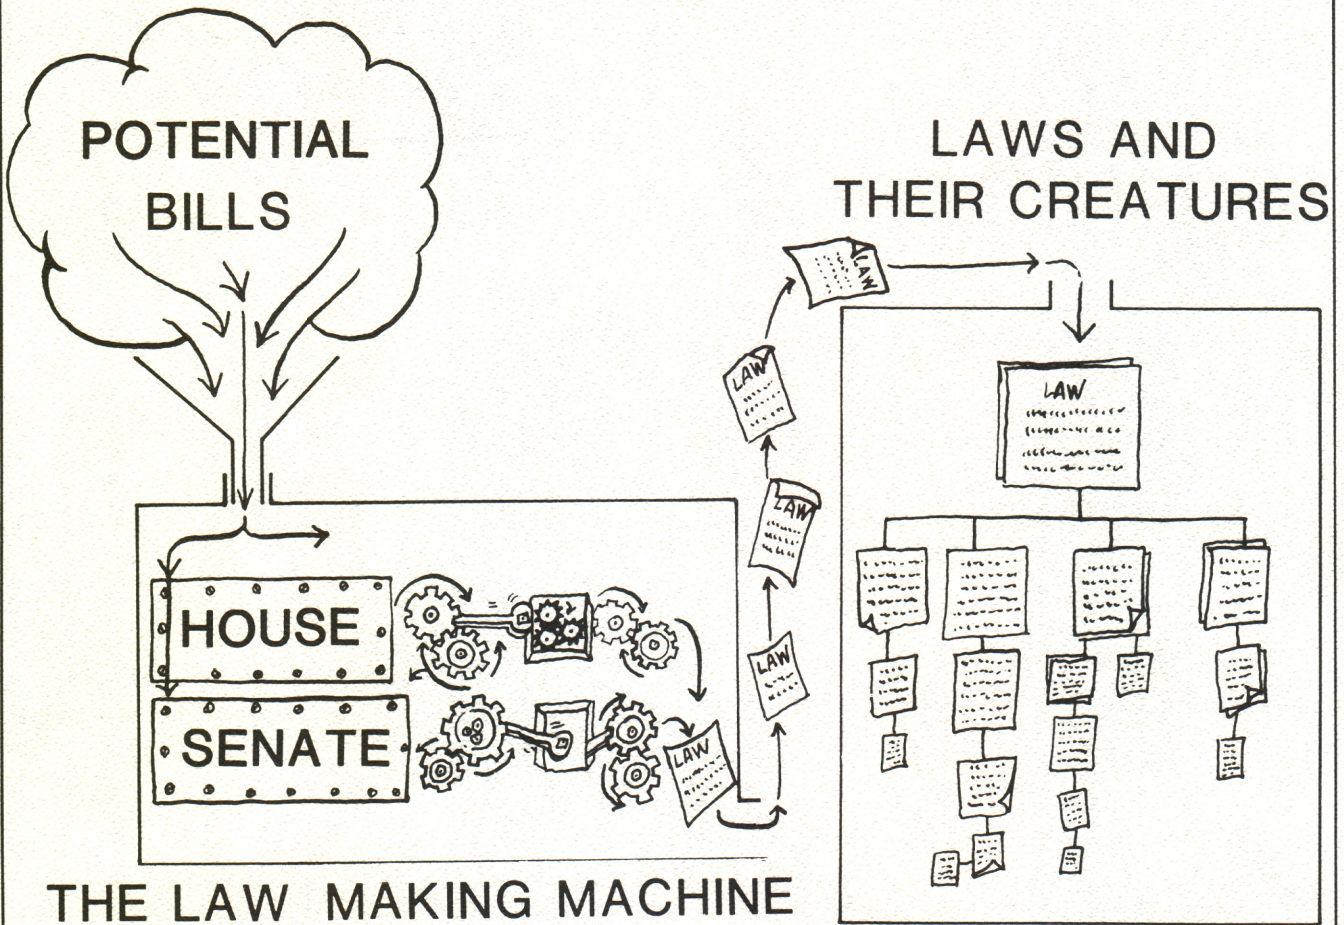 POTENTIAL
BILLS
LAWS AND
THEIR CREATURES
LAW
LAW
LAW
LAW
LAW
LAW
HOUSE
SENATE
THE LAW MAKING MACHINE